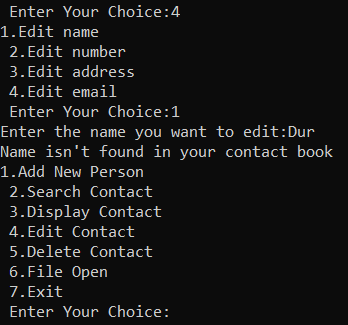 Enter Your Choice:4
1.Edit name
2.Edit number
3.Edit address
4.Edit email
Enter Your Choice:1
Enter the name you want to edit:Dur
Name isn't found in your contact book
1.Add New Person
2.Search Contact
3.Display Contact
4.Edit Contact
5.Delete Contact
6.File Open
7.Exit
Enter Your Choice: